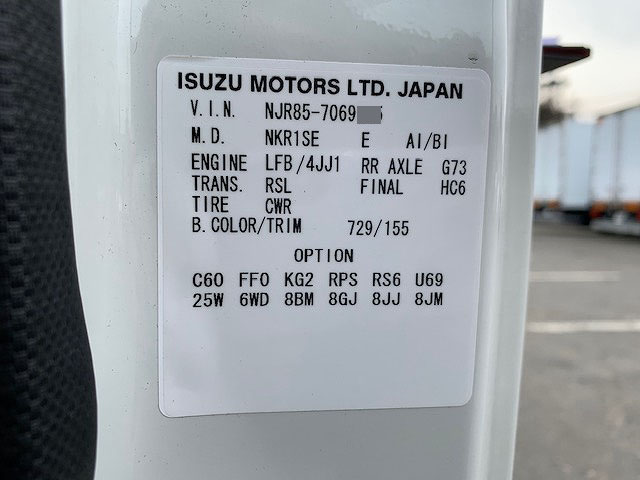 ISUZU MOTORS LTD. JAPAN
V.I.N. NJR85-7069
M.D. NKR1SE E AI/BI
ENGINE LFB/4JJ1 RR AXLE G73
TRANS. RSL FINAL HC6
TIRE CWR
B.COLOR/TRIM 729/155
OPTION
C60 FF0 KG2 RPS RS6 U69
25W 6WD 8BM 8GJ 8JJ 8JM